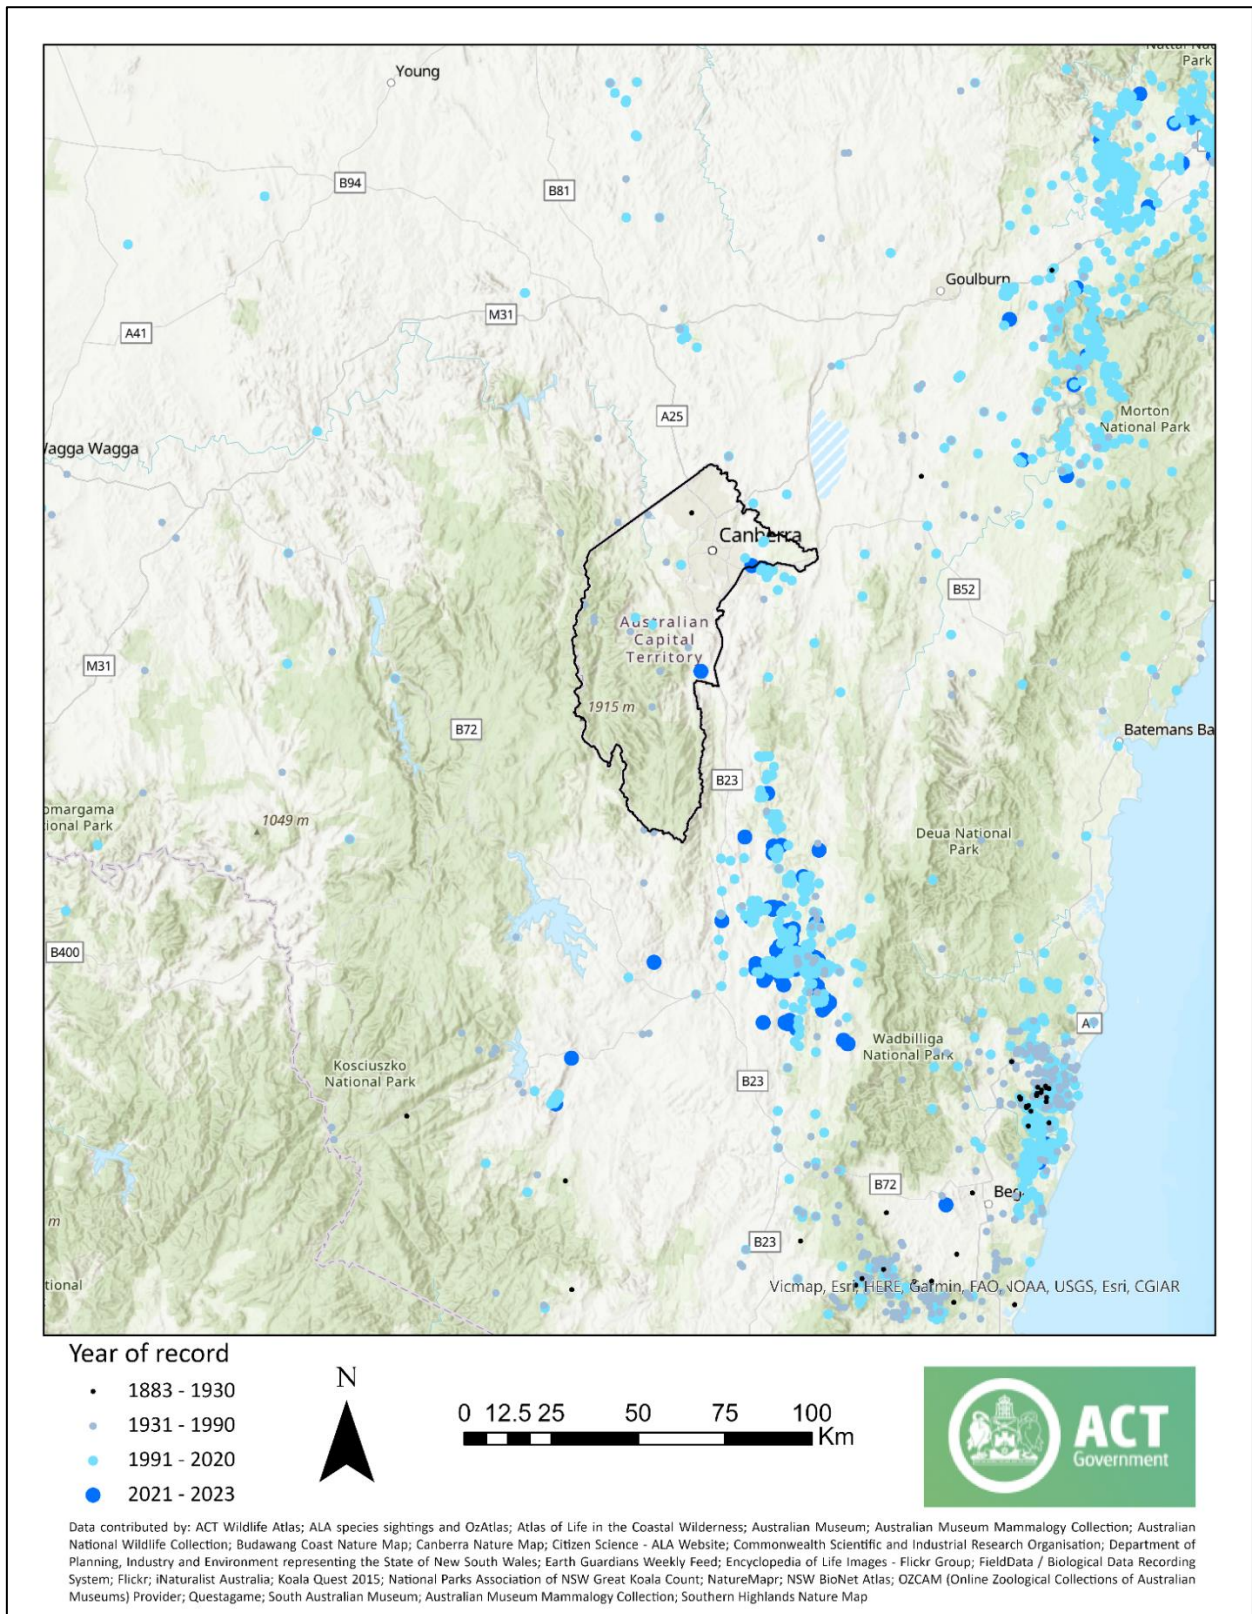 Nattai Nat
Park
Young
B94
B81
Goulburn
M31
A41
A25
Morton
National Park
Wagga Wagga
Canberra
B52
Australian
Capital
Territory
M31
1915 m
B72
Batemans Ba
B23
omargama
tional Park
1049 m
Deua National
Park
B400
A
Wadbilliga
National Park
Kosciuszko
National Park
B23
B72
Beg
m
B23
tional
Vicmap, Esri, HERE, Garmin, FAO, NOAA, USGS, Esri, CGIAR
Year of record
1883 - 1930
1931 - 1990
1991 - 2020
2021 - 2023
N
0 12.5 25 50 75 100
Km
ACT
Government
Data contributed by: ACT Wildlife Atlas; ALA species sightings and OzAtlas; Atlas of Life in the Coastal Wilderness; Australian Museum; Australian Museum Mammalogy Collection; Australian
National Wildlife Collection; Budawang Coast Nature Map; Canberra Nature Map; Citizen Science - ALA Website; Commonwealth Scientific and Industrial Research Organisation; Department of
Planning, Industry and Environment representing the State of New South Wales; Earth Guardians Weekly Feed; Encyclopedia of Life Images - Flickr Group; FieldData / Biological Data Recording
System; Flickr; iNaturalist Australia; Koala Quest 2015; National Parks Association of NSW Great Koala Count; NatureMapr; NSW BioNet Atlas; OZCAM (Online Zoological Collections of Australian
Museums) Provider; Questagame; South Australian Museum; Australian Museum Mammalogy Collection; Southern Highlands Nature Map